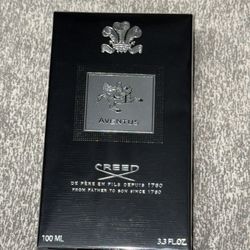 AVENTUS
CREED
DE PÈRE EN FILS DEPUIS 1760
FROM FATHER TO SON SINCE 1760
100 ML 3.3 FL.OZ.